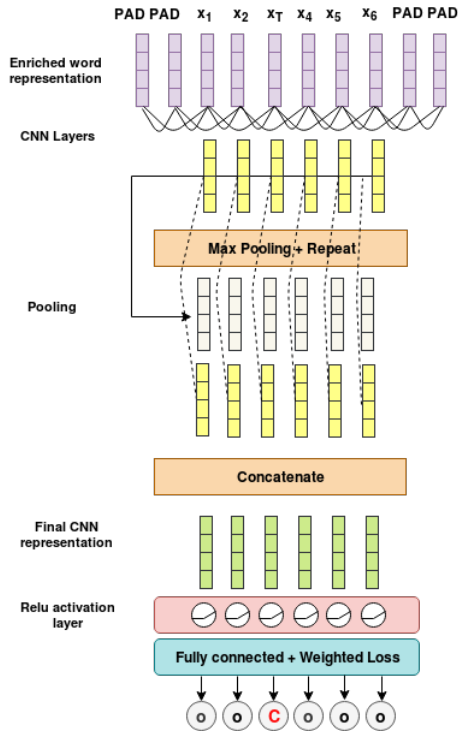 PAD PAD x1 x2 xT x4 x5 x6 PAD PAD
Enriched word
representation
CNN Layers
Max Pooling + Repeat
Pooling
Concatenate
Final CNN
representation
Relu activation
layer
Fully connected + Weighted Loss
o o C o o o